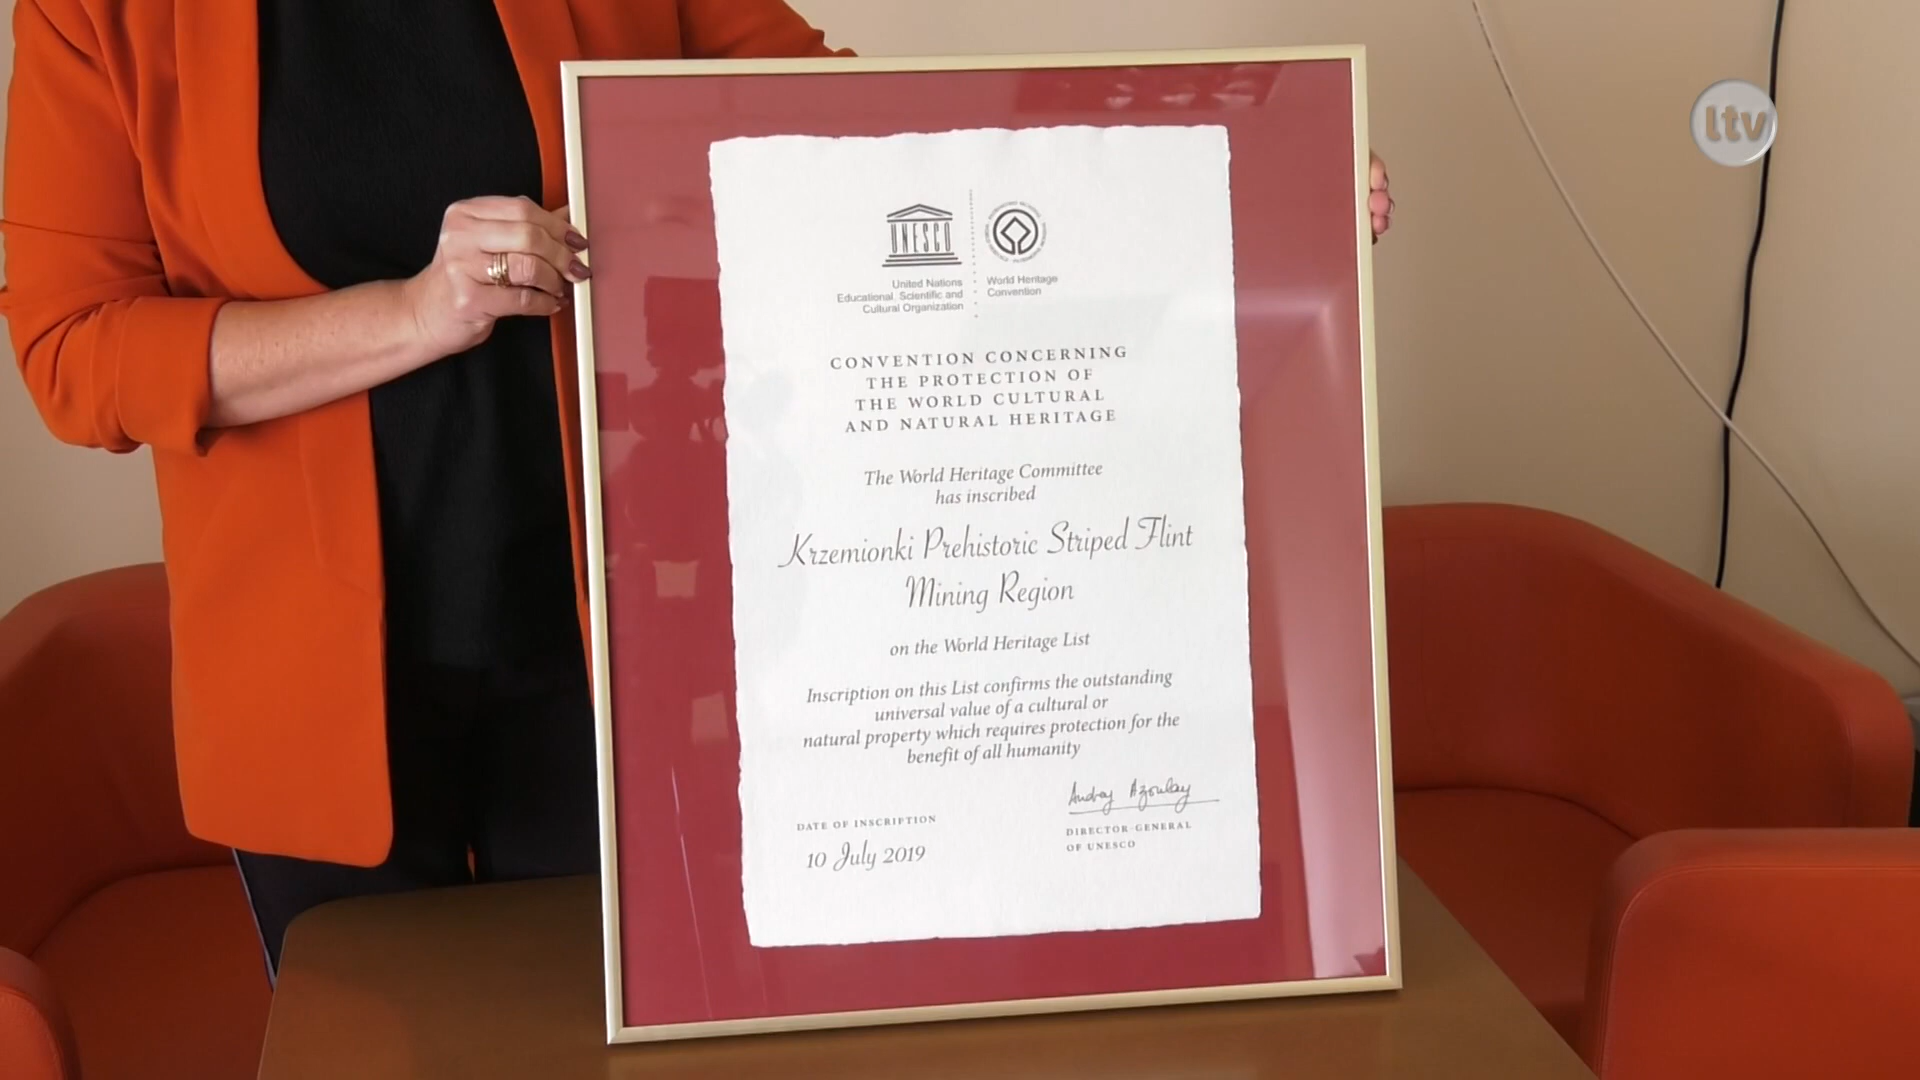 ltv
UNESCO
United Nations
Educational, Scientific and
Cultural Organization
World Heritage
Convention
CONVENTION CONCERNING
THE PROTECTION OF
THE WORLD CULTURAL
AND NATURAL HERITAGE
The World Heritage Committee
has inscribed
Krzemionki Prehistoric Striped Flint
Mining Region
on the World Heritage List
Inscription on this List confirms the outstanding
universal value of a cultural or
natural property which requires protection for the
benefit of all humanity
Audrey Azoulay
DATE OF INSCRIPTION
10 July 2019
DIRECTOR-GENERAL
OF UNESCO